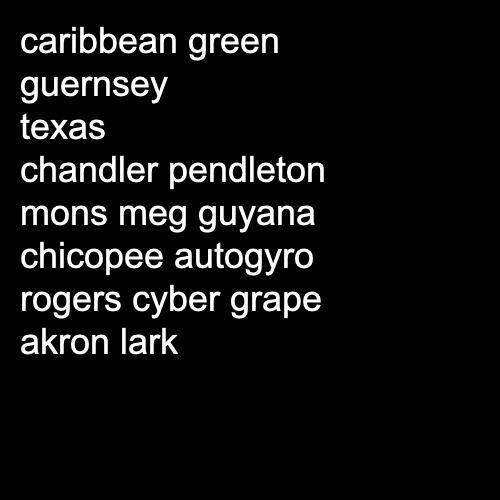 caribbean green
guernsey
texas
chandler pendleton
mons meg guyana
chicopee autogyro
rogers cyber grape
akron lark